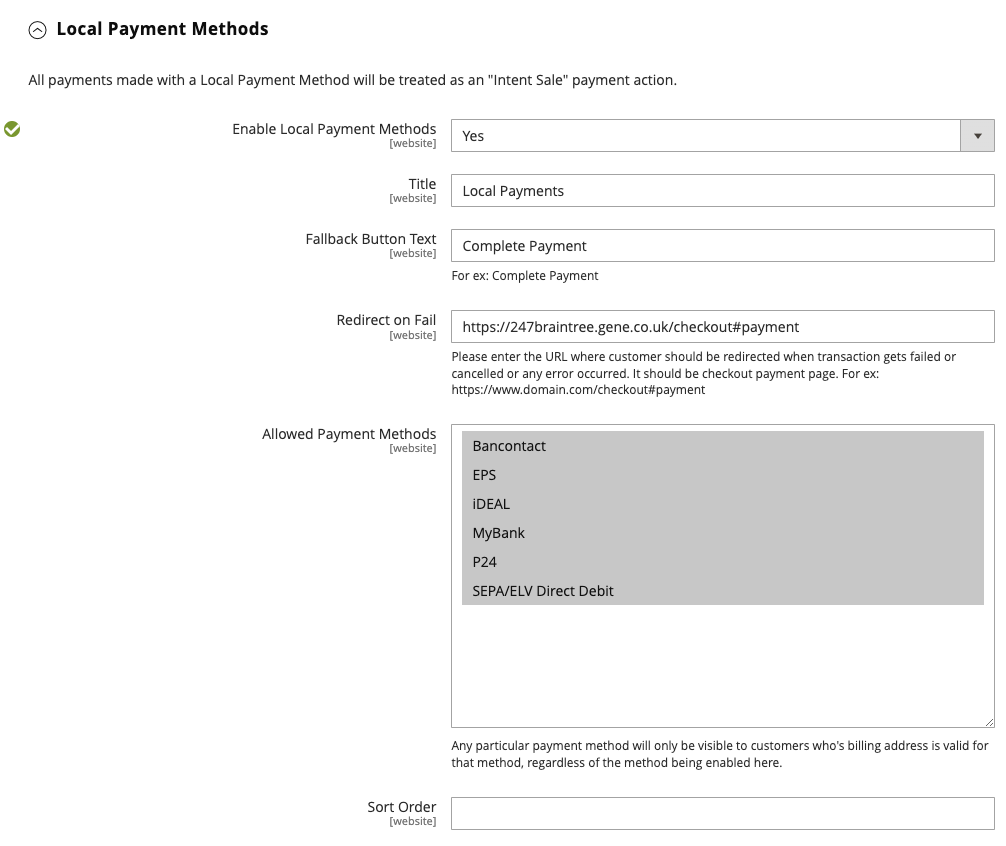 Local Payment Methods
All payments made with a Local Payment Method will be treated as an "Intent Sale" payment action.
Enable Local Payment Methods
[website]
Yes
Title
[website]
Local Payments
Fallback Button Text
[website]
Complete Payment
For ex: Complete Payment
Redirect on Fail
[website]
https://247braintree.gene.co.uk/checkout#payment
Please enter the URL where customer should be redirected when transaction gets failed or
cancelled or any error occurred. It should be checkout payment page. For ex:
https://www.domain.com/checkout#payment
Allowed Payment Methods
[website]
Bancontact
EPS
iDEAL
MyBank
P24
SEPA/ELV Direct Debit
Any particular payment method will only be visible to customers who's billing address is valid for
that method, regardless of the method being enabled here.
Sort Order
[website]